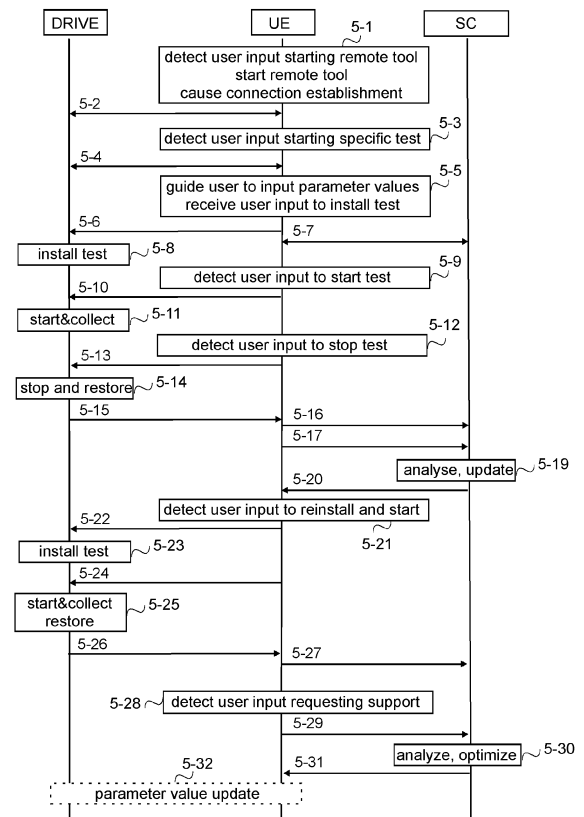 DRIVE UE SC
5-1
detect user input starting remote tool
start remote tool
cause connection establishment
5-2
5-3
detect user input starting specific test
5-4
5-5
guide user to input parameter values
receive user input to install test
5-6
5-7
install test 5-8
5-9
detect user input to start test
5-10
start&collect 5-11
5-12
detect user input to stop test
5-13
stop and restore 5-14
5-15
5-16
5-17
analyse, update 5-19
5-20
detect user input to reinstall and start
5-21
5-22
install test 5-23
5-24
start&collect
restore
5-25
5-26
5-27
5-28 detect user input requesting support
5-29
analyze, optimize 5-30
5-31
5-32
parameter value update